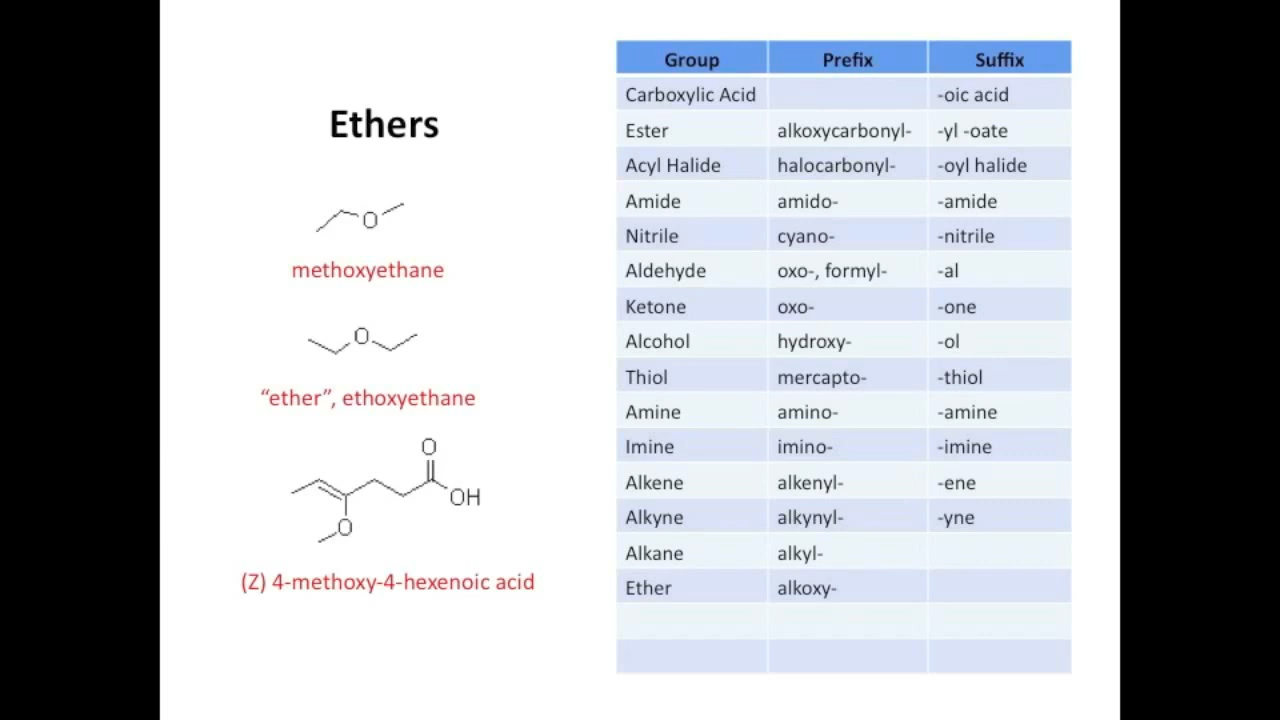 Ethers
O
methoxyethane
O
“ether”, ethoxyethane
O
OH
O
(Z) 4-methoxy-4-hexenoic acid
Group Prefix Suffix
Carboxylic Acid -oic acid
Ester alkoxycarbonyl- -yl -oate
Acyl Halide halocarbonyl- -oyl halide
Amide amido- -amide
Nitrile cyano- -nitrile
Aldehyde oxo-, formyl- -al
Ketone oxo- -one
Alcohol hydroxy- -ol
Thiol mercapto- -thiol
Amine amino- -amine
Imine imino- -imine
Alkene alkenyl- -ene
Alkyne alkynyl- -yne
Alkane alkyl-
Ether alkoxy-